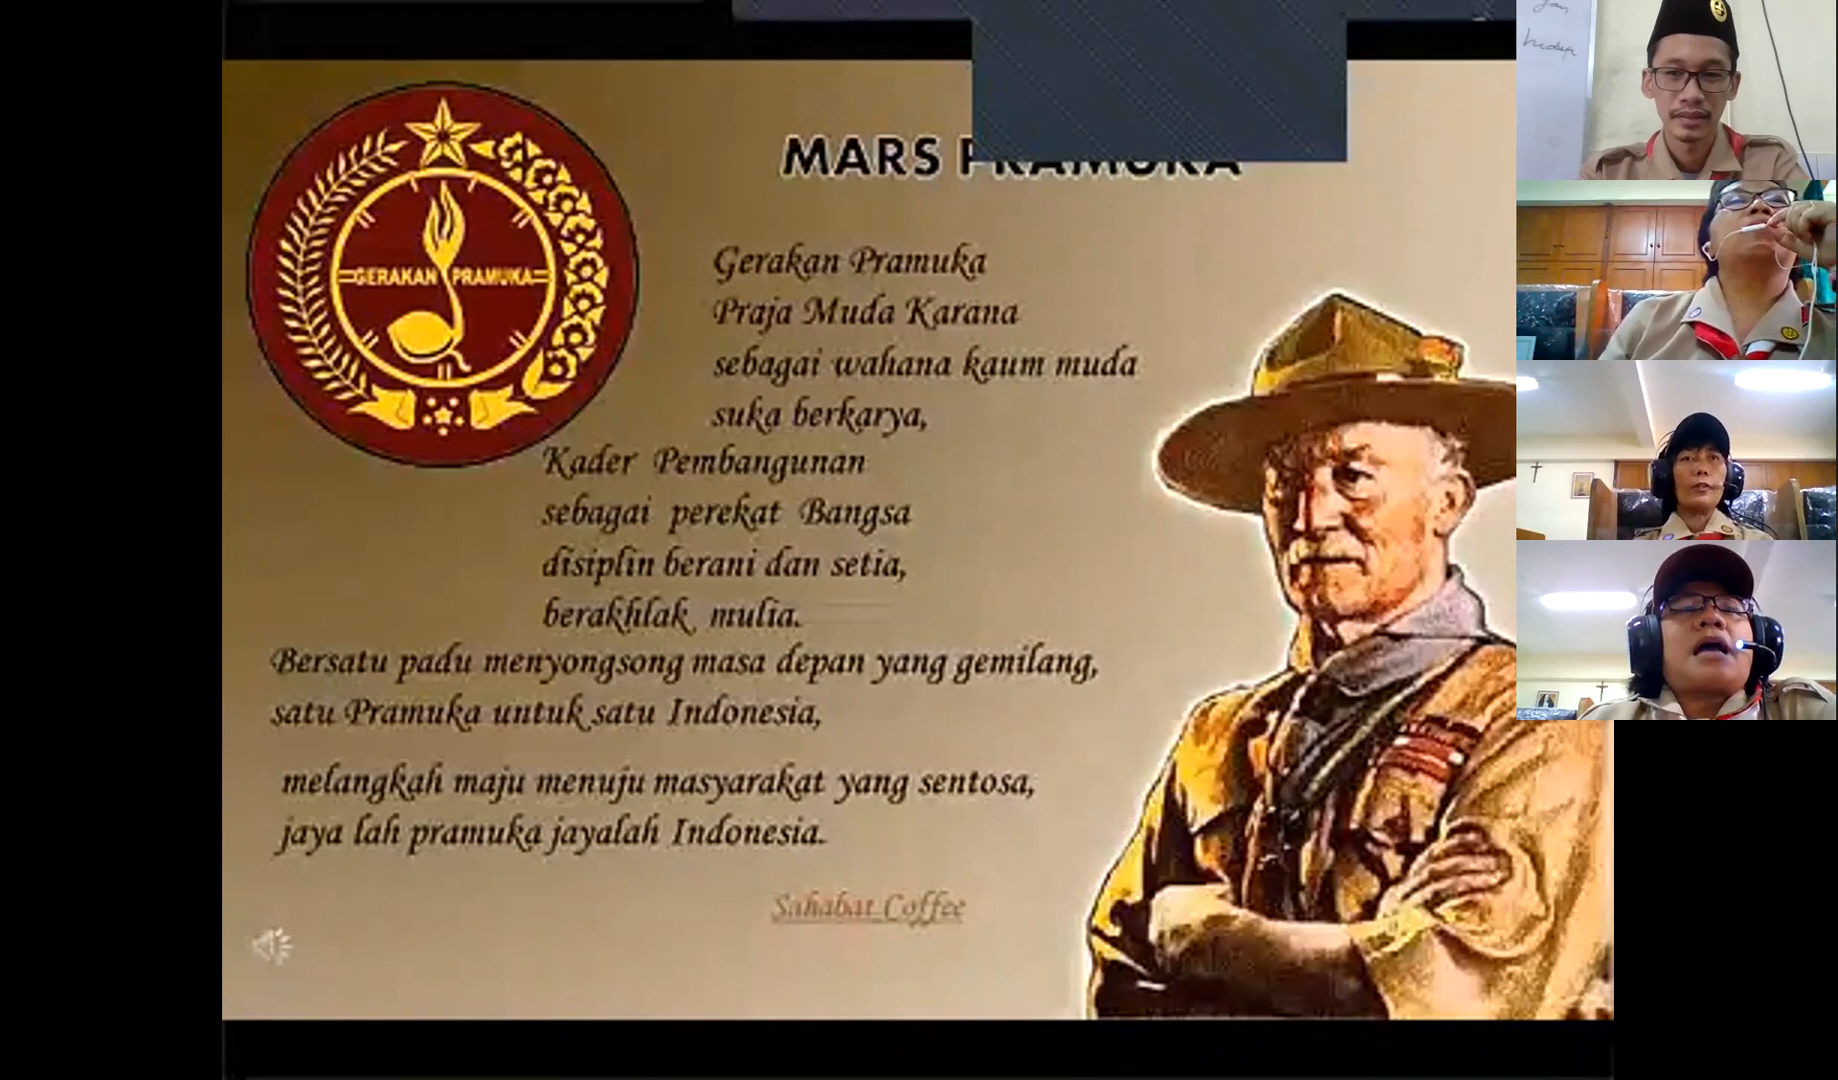 MARS PRAMUKA
GERAKAN PRAMUKA
Gerakan Pramuka
Praja Muda Karana
sebagai wahana kaum muda
suka berkarya,
Kader Pembangunan
sebagai perekat Bangsa
disiplin berani dan setia,
berakhlak mulia.
Bersatu padu menyongsong masa depan yang gemilang,
satu Pramuka untuk satu Indonesia,
melangkah maju menuju masyarakat yang sentosa,
jaya lah pramuka jayalah Indonesia.
Sahabat Coffee
hidup